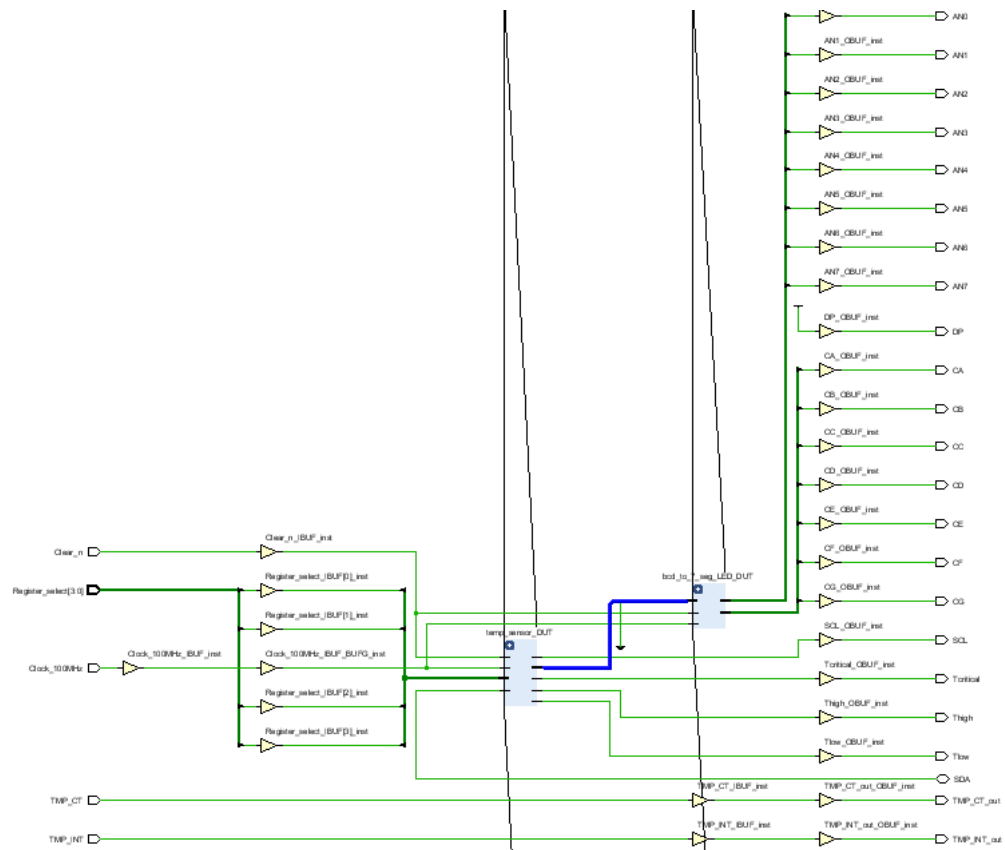 AN0
AN1_OBUF_inst
AN1
AN2_OBUF_inst
AN2
AN3_OBUF_inst
AN3
AN4_OBUF_inst
AN4
AN5_OBUF_inst
AN5
AN6_OBUF_inst
AN6
AN7_OBUF_inst
AN7
DP_OBUF_inst
DP
CA_OBUF_inst
CA
CB_OBUF_inst
CB
CC_OBUF_inst
CC
CD_OBUF_inst
CD
CE_OBUF_inst
CE
CF_OBUF_inst
CF
CG_OBUF_inst
CG
SCL_OBUF_inst
SCL
Tcritical_OBUF_inst
Tcritical
Thigh_OBUF_inst
Thigh
Tlow_OBUF_inst
Tlow
SDA
TMP_CT_out_OBUF_inst
TMP_CT_out
TMP_INT_out_OBUF_inst
TMP_INT_out
bcd_to_7_seg_LED_DUT
temp_sensor_DUT
Clear_n
Clear_n_IBUF_inst
Register_select[3:0]
Register_select_IBUF[0]_inst
Register_select_IBUF[1]_inst
Clock_100MHz
Clock_100MHz_IBUF_inst
Clock_100MHz_IBUF_BUFG_inst
Register_select_IBUF[2]_inst
Register_select_IBUF[3]_inst
TMP_CT
TMP_CT_IBUF_inst
TMP_INT
TMP_INT_IBUF_inst